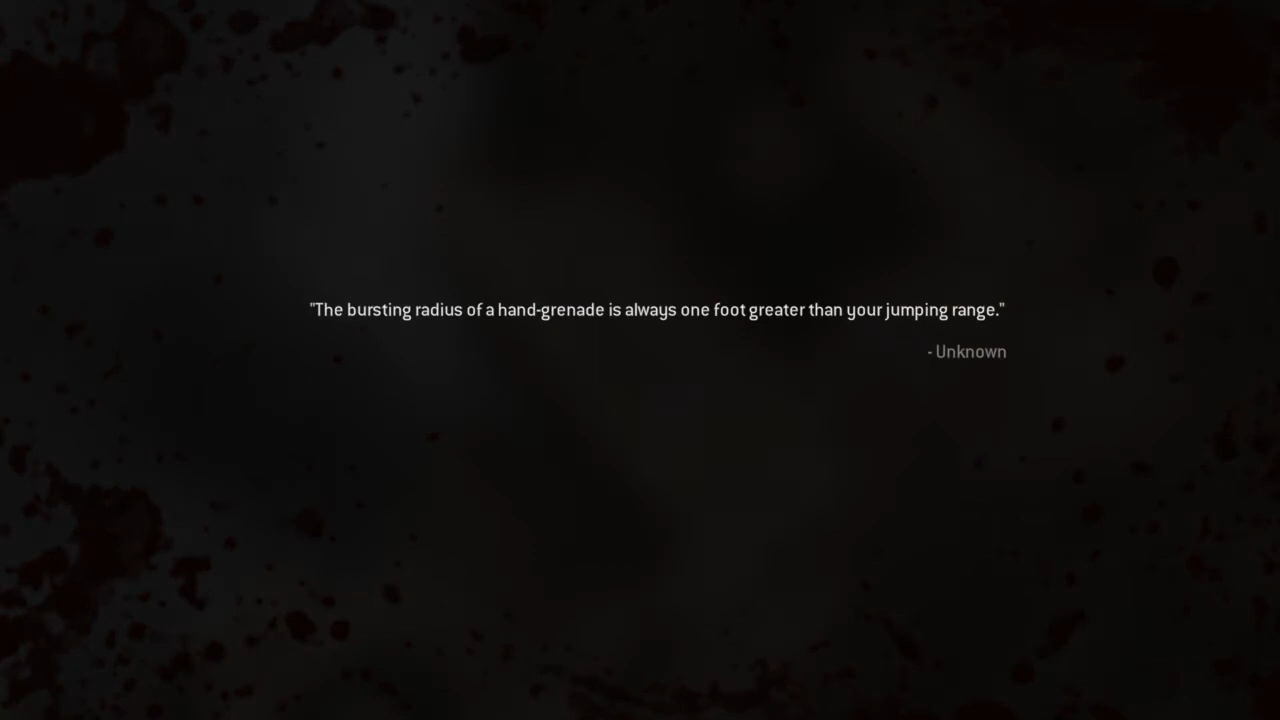 "The bursting radius of a hand-grenade is always one foot greater than your jumping range."
- Unknown